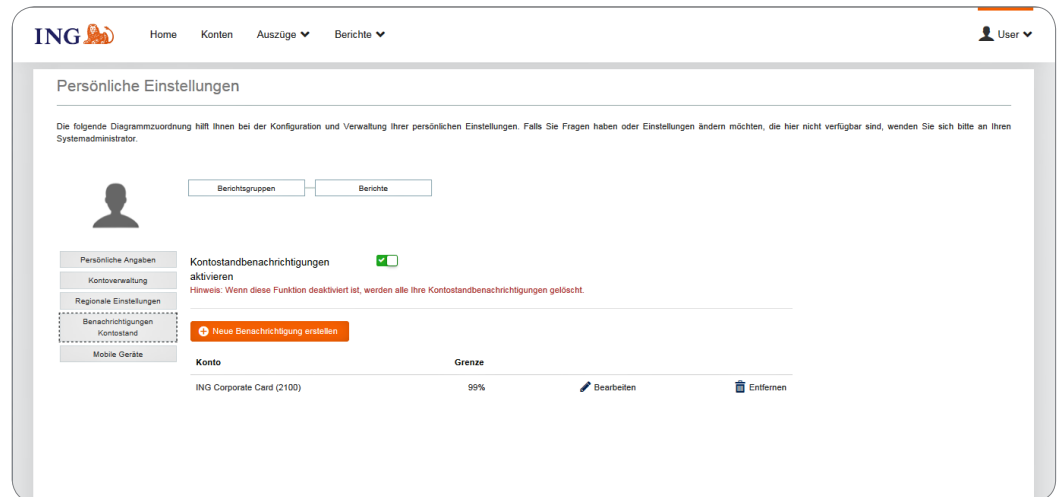 ING
Home Konten Auszüge Berichte
User
Persönliche Einstellungen
Die folgende Diagrammzuordnung hilft Ihnen bei der Konfiguration und Verwaltung Ihrer persönlichen Einstellungen. Falls Sie Fragen haben oder Einstellungen ändern möchten, die hier nicht verfügbar sind, wenden Sie sich bitte an Ihren
Systemadministrator.
Berichtsgruppen Berichte
Persönliche Angaben
Kontoverwaltung
Regionale Einstellungen
Benachrichtigungen
Kontostand
Mobile Geräte
Kontostandbenachrichtigungen
aktivieren
Hinweis: Wenn diese Funktion deaktiviert ist, werden alle Ihre Kontostandbenachrichtigungen gelöscht.
Neue Benachrichtigung erstellen
Konto Grenze
ING Corporate Card (2100) 99% Bearbeiten Entfernen